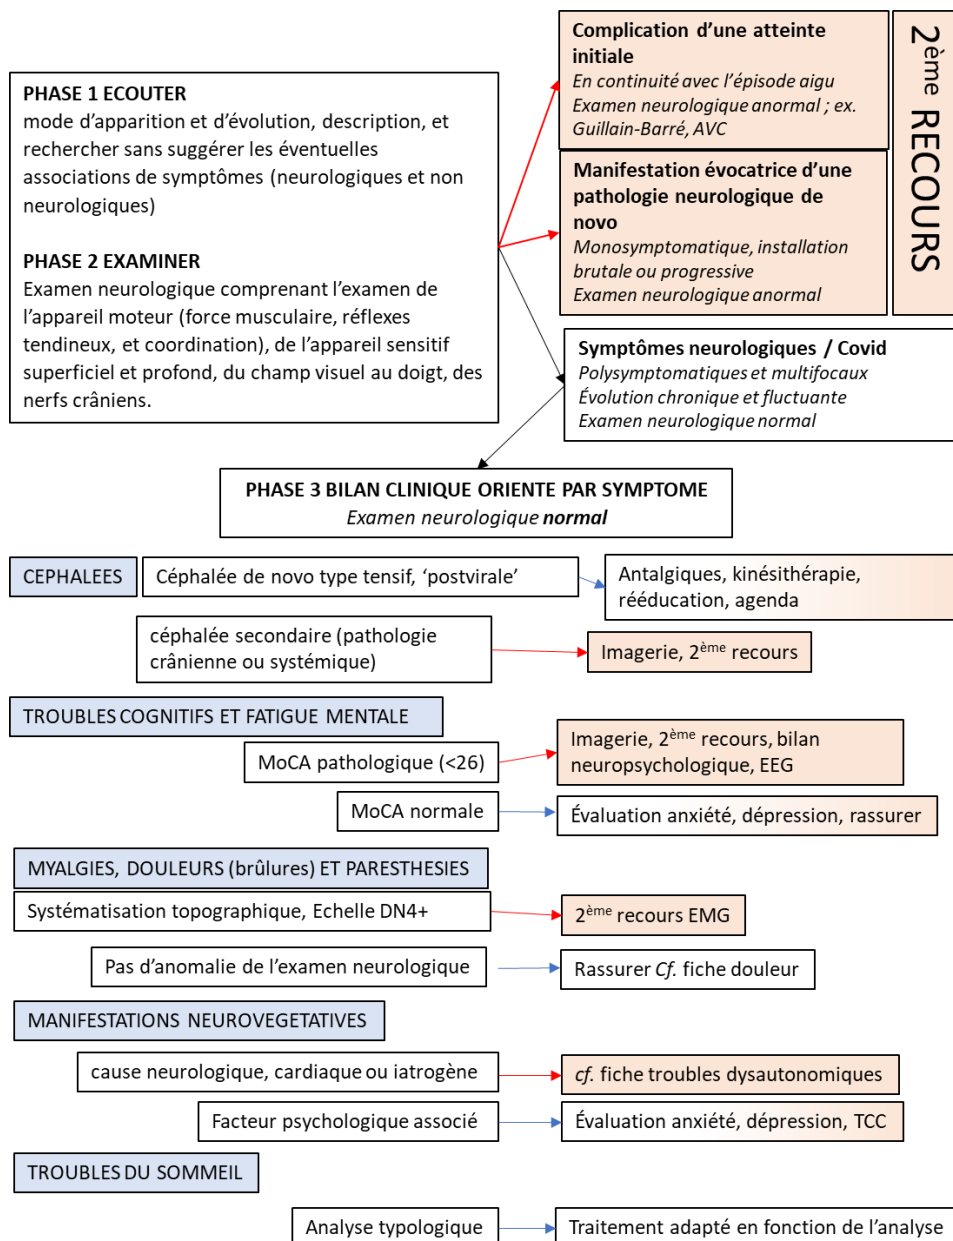 PHASE 1 ECOUTER
mode d’apparition et d’évolution, description, et
rechercher sans suggérer les éventuelles
associations de symptômes (neurologiques et non
neurologiques)
PHASE 2 EXAMINER
Examen neurologique comprenant l’examen de
l’appareil moteur (force musculaire, réflexes
tendineux, et coordination), de l’appareil sensitif
superficiel et profond, du champ visuel au doigt, des
nerfs crâniens.
Complication d’une atteinte
initiale
En continuité avec l’épisode aigu
Examen neurologique anormal ; ex.
Guillain-Barré, AVC
Manifestation évocatrice d’une
pathologie neurologique de
novo
Monosymptomatique, installation
brutale ou progressive
Examen neurologique anormal
2ème RECOURS
Symptômes neurologiques / Covid
Polysymptomatiques et multifocaux
Évolution chronique et fluctuante
Examen neurologique normal
PHASE 3 BILAN CLINIQUE ORIENTE PAR SYMPTOME
Examen neurologique normal
CEPHALEES
Céphalée de novo type tensif, ‘postvirale’
Antalgiques, kinésithérapie,
rééducation, agenda
céphalée secondaire (pathologie
crânienne ou systémique)
Imagerie, 2ème recours
TROUBLES COGNITIFS ET FATIGUE MENTALE
MoCA pathologique (<26)
Imagerie, 2ème recours, bilan
neuropsychologique, EEG
MoCA normale
Évaluation anxiété, dépression, rassurer
MYALGIES, DOULEURS (brûlures) ET PARESTHESIES
Systématisation topographique, Echelle DN4+
2ème recours EMG
Pas d’anomalie de l’examen neurologique
Rassurer Cf. fiche douleur
MANIFESTATIONS NEUROVEGETATIVES
cause neurologique, cardiaque ou iatrogène
cf. fiche troubles dysautonomiques
Facteur psychologique associé
Évaluation anxiété, dépression, TCC
TROUBLES DU SOMMEIL
Analyse typologique
Traitement adapté en fonction de l’analyse